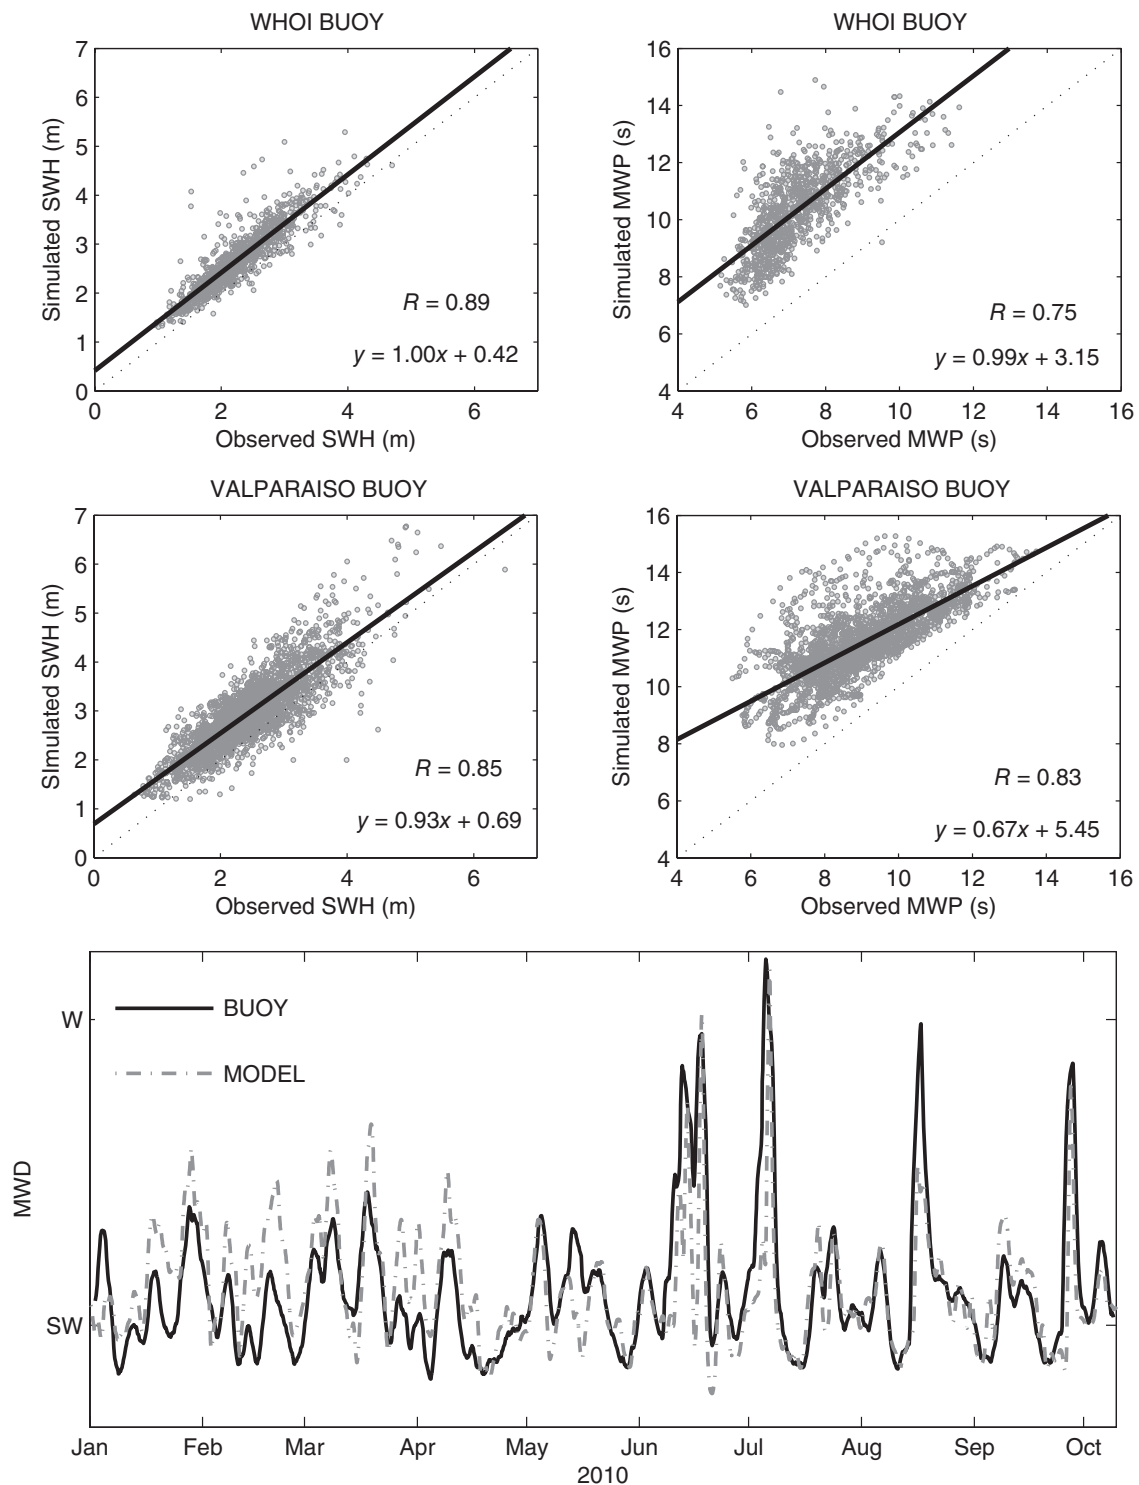 WHOI BUOY
7
6
5
4
3
2
1
0
Simulated SWH (m)
R = 0.89
y = 1.00x + 0.42
0 2 4 6
Observed SWH (m)
WHOI BUOY
16
14
12
10
8
6
4
Simulated MWP (s)
R = 0.75
y = 0.99x + 3.15
4 6 8 10 12 14 16
Observed MWP (s)
VALPARAISO BUOY
7
6
5
4
3
2
1
0
SImulated SWH (m)
R = 0.85
y = 0.93x + 0.69
0 2 4 6
Observed SWH (m)
VALPARAISO BUOY
16
14
12
10
8
6
4
Simulated MWP (s)
R = 0.83
y = 0.67x + 5.45
4 6 8 10 12 14 16
Observed MWP (s)
BUOY
MODEL
W
SW
MWD
Jan Feb Mar Apr May Jun Jul Aug Sep Oct
2010